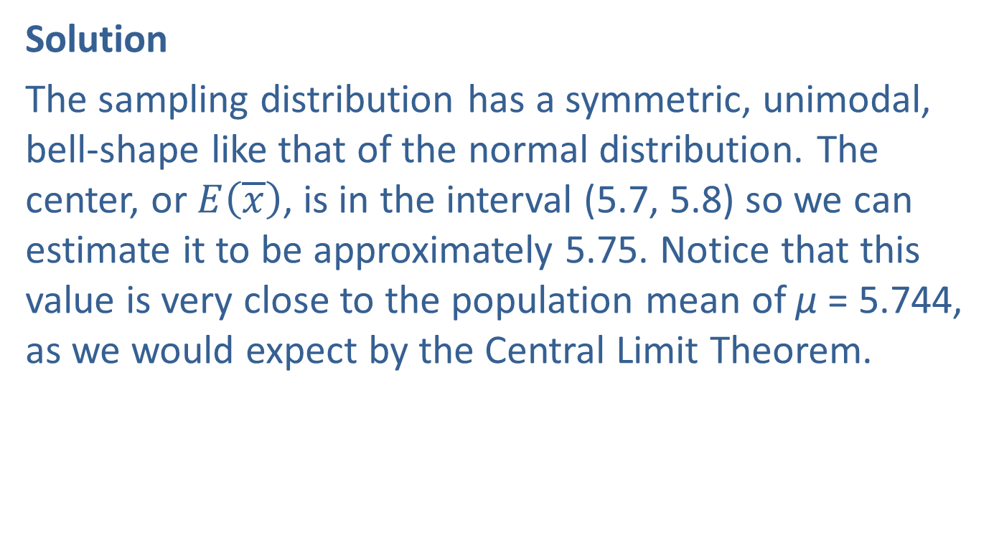 Solution
The sampling distribution has a symmetric, unimodal,
bell-shape like that of the normal distribution. The
center, or E(x̅), is in the interval (5.7, 5.8) so we can
estimate it to be approximately 5.75. Notice that this
value is very close to the population mean of μ = 5.744,
as we would expect by the Central Limit Theorem.